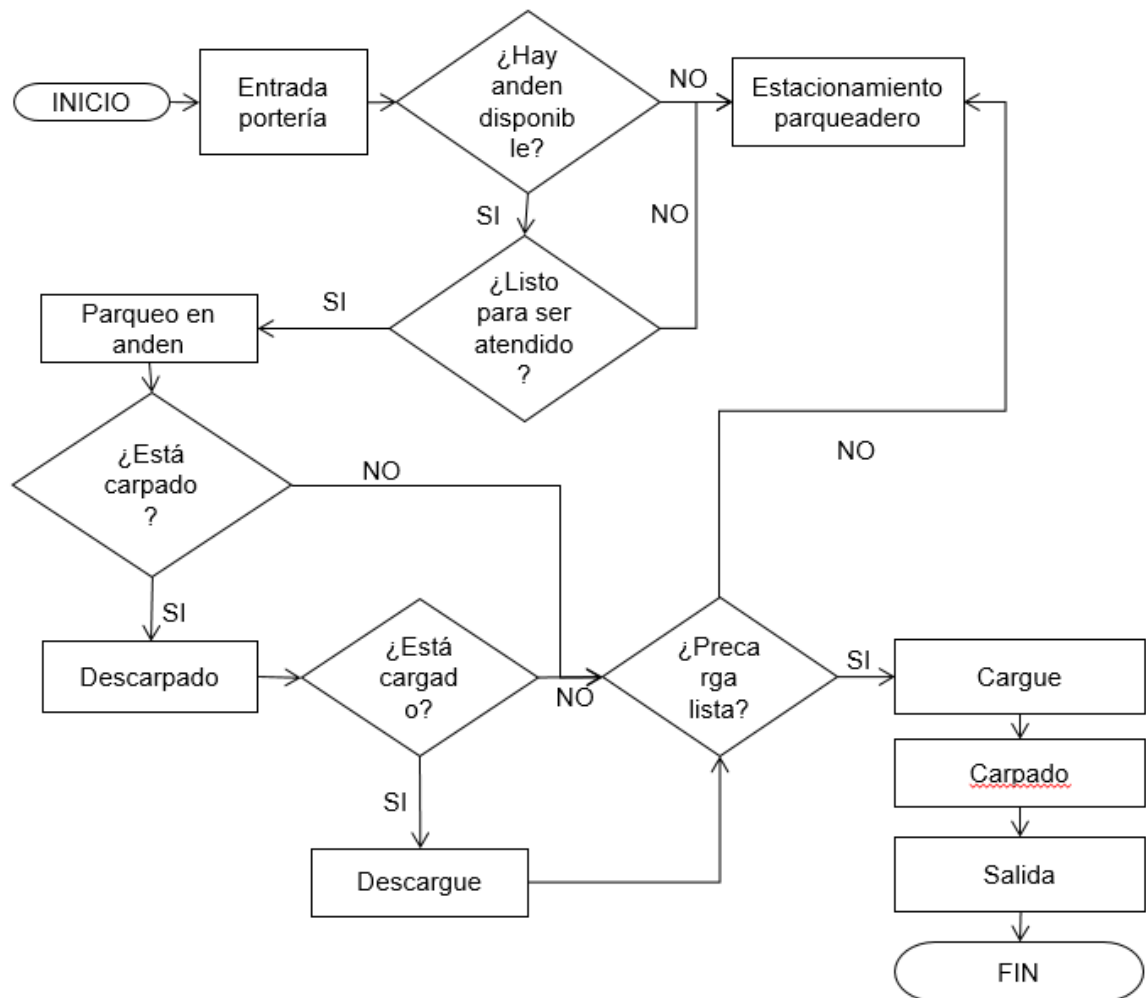 INICIO
Entrada
portería
¿Hay
anden
disponib
le?
NO
Estacionamiento
parqueadero
SI
NO
¿Listo
para ser
atendido
?
SI
Parqueo en
anden
¿Está
carpado
?
NO
NO
SI
Descarpado
¿Está
cargad
o?
NO
¿Preca
rga
lista?
SI
Cargue
Carpado
SI
Descargue
Salida
FIN